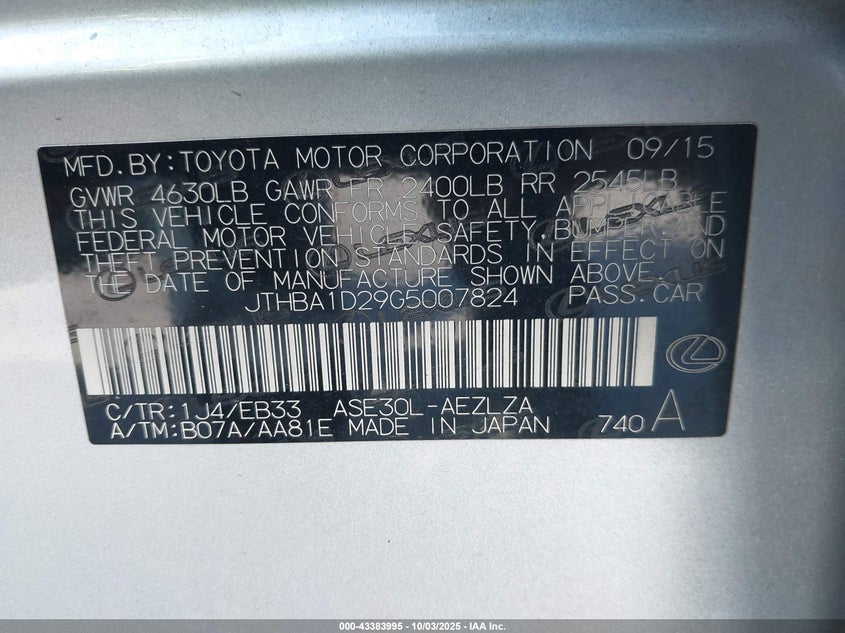 MFD.BY:TOYOTA MOTOR CORPORATION 09/15
GVWR 4630LB GAWR FR 2400LB RR 2545LB
THIS VEHICLE CONFORMS TO ALL APPLICABLE
FEDERAL MOTOR VEHICLE SAFETY,BUMPER,AND
THEFT PREVENTION STANDARDS IN EFFECT ON
THE DATE OF MANUFACTURE SHOWN ABOVE.
JTHBA1D29G5007824 PASS.CAR
C/TR:1J4/EB33 ASE30L-AEZLZA
A/TM:B07A/AA81E MADE IN JAPAN 740 A
000-43383995 - 10/03/2025 - IAA Inc.